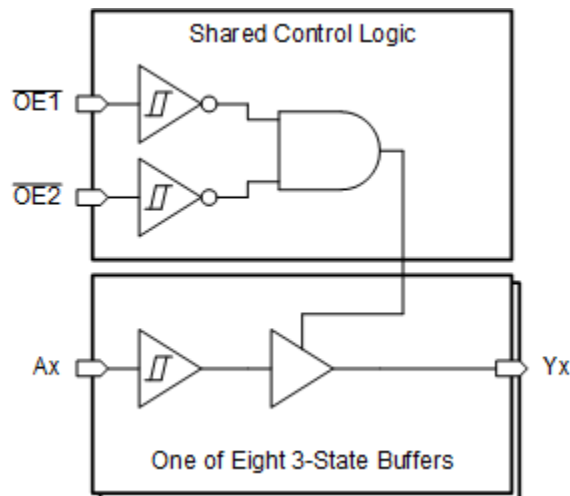 Shared Control Logic
OE1
OE2
Ax
Yx
One of Eight 3-State Buffers